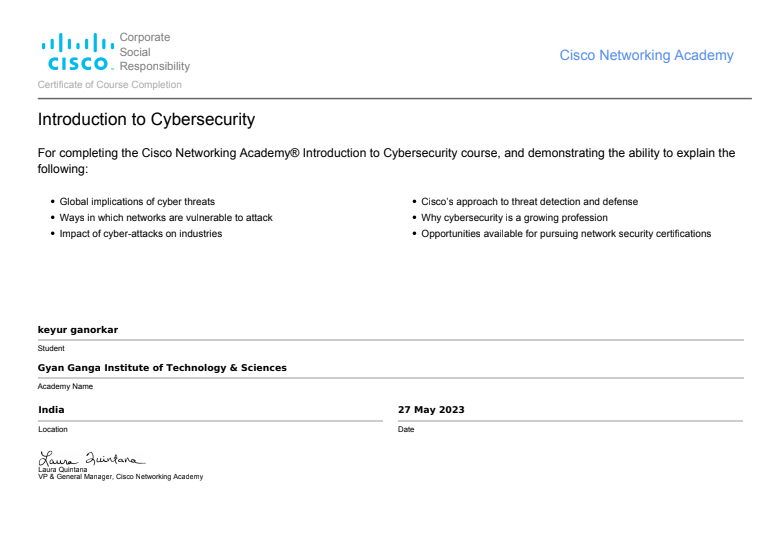 Corporate
Social
Responsibility
CISCO
Cisco Networking Academy
Certificate of Course Completion
Introduction to Cybersecurity
For completing the Cisco Networking Academy® Introduction to Cybersecurity course, and demonstrating the ability to explain the
following:
• Global implications of cyber threats
• Ways in which networks are vulnerable to attack
• Impact of cyber-attacks on industries
• Cisco's approach to threat detection and defense
• Why cybersecurity is a growing profession
• Opportunities available for pursuing network security certifications
keyur ganorkar
Student
Gyan Ganga Institute of Technology & Sciences
Academy Name
India
Location
27 May 2023
Date
Laura Quintana
Laura Quintana
VP & General Manager, Cisco Networking Academy